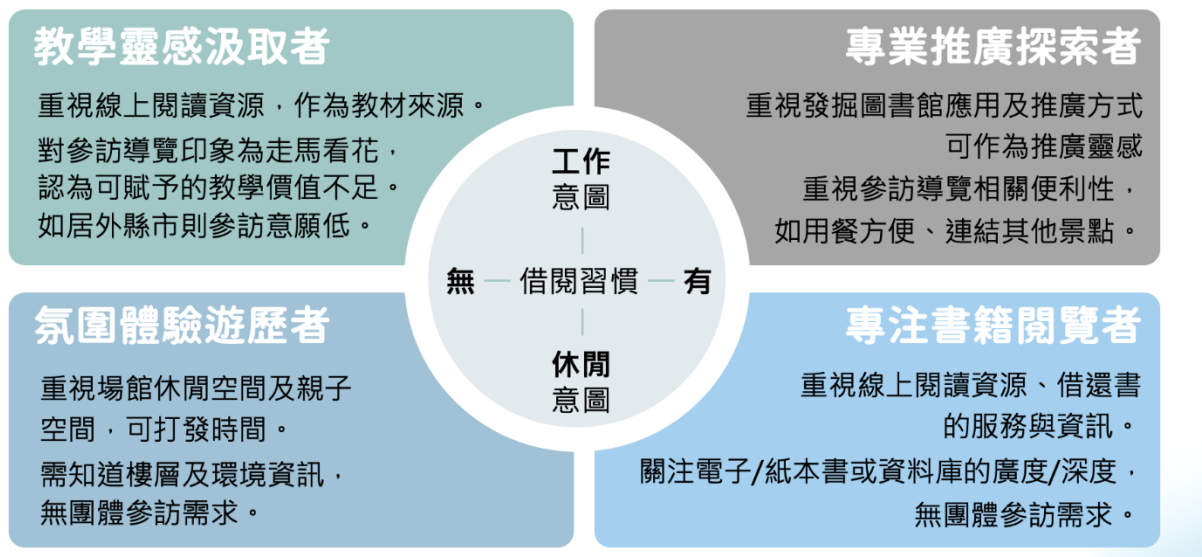 教學靈感汲取者
重視線上閱讀資源，作為教材來源。
對參訪導覽印象為走馬看花，
認為可賦予的教學價值不足。
如居外縣市則參訪意願低。
專業推廣探索者
重視發掘圖書館應用及推廣方式
可作為推廣靈感
重視參訪導覽相關便利性，
如用餐方便、連結其他景點。
工作
意圖
無 — 借閱習慣 — 有
休閒
意圖
氛圍體驗遊歷者
重視場館休閒空間及親子
空間，可打發時間。
需知道樓層及環境資訊，
無團體參訪需求。
專注書籍閱覽者
重視線上閱讀資源、借還書
的服務與資訊。
關注電子/紙本書或資料庫的廣度/深度，
無團體參訪需求。